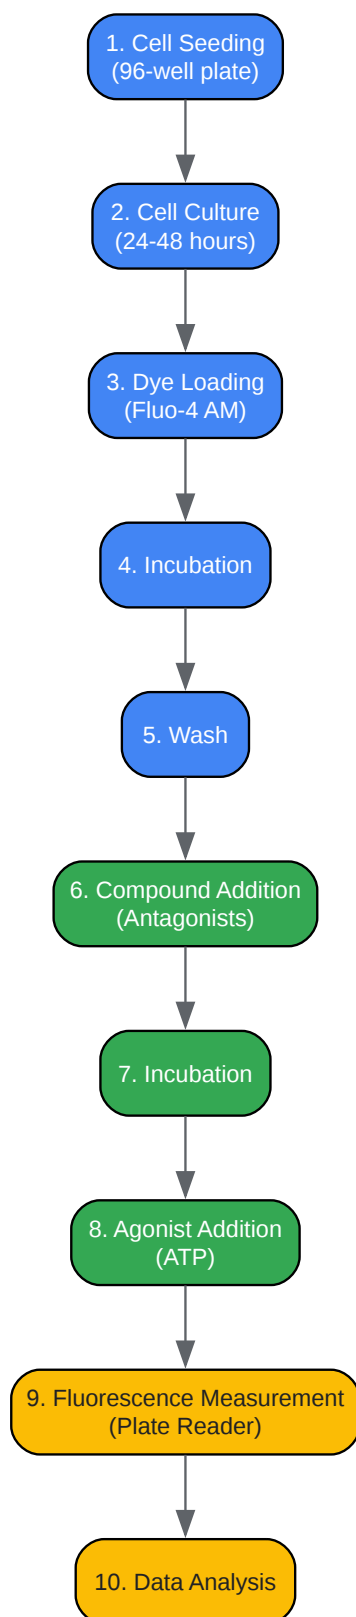 1. Cell Seeding
(96-well plate)
2. Cell Culture
(24-48 hours)
3. Dye Loading
(Fluo-4 AM)
4. Incubation
5. Wash
6. Compound Addition
(Antagonists)
7. Incubation
8. Agonist Addition
(ATP)
9. Fluorescence Measurement
(Plate Reader)
10. Data Analysis